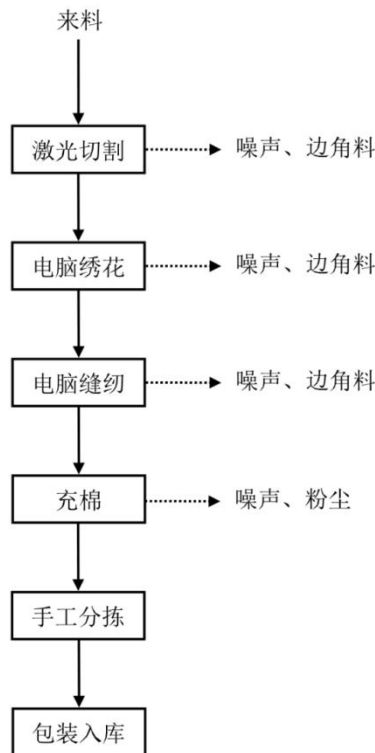 来料
激光切割
噪声、边角料
电脑绣花
噪声、边角料
电脑缝纫
噪声、边角料
充棉
噪声、粉尘
手工分拣
包装入库